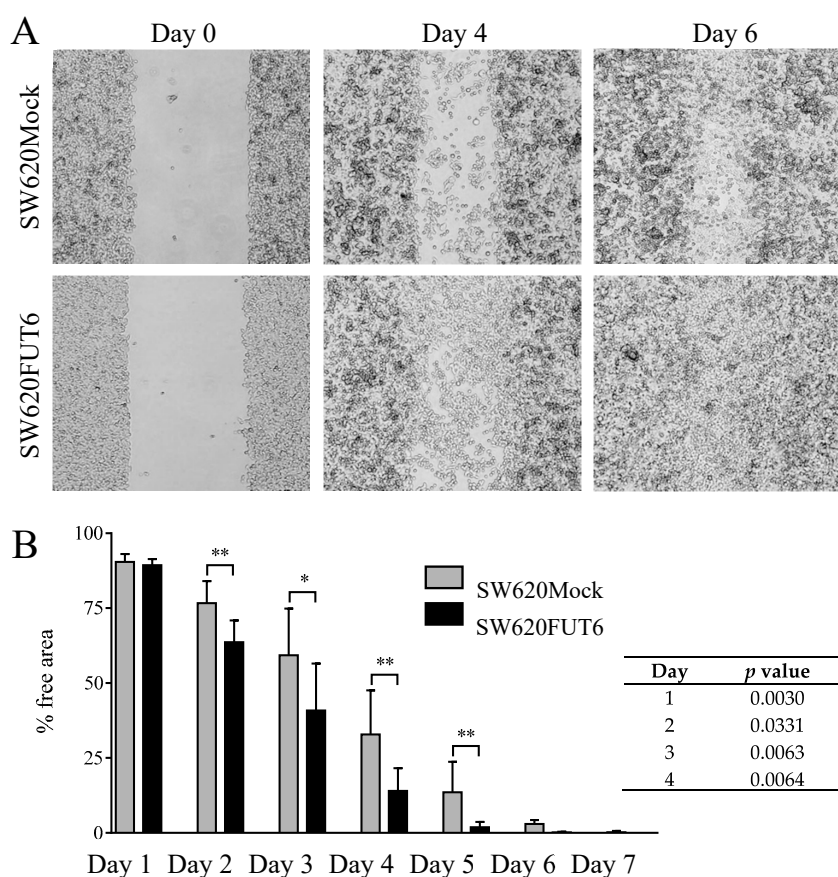 A
Day 0
Day 4
Day 6
SW620Mock
SW620FUT6
B
100
75
50
25
0
% free area
**
*
**
**
SW620Mock
SW620FUT6
Day 1
Day 2
Day 3
Day 4
Day 5
Day 6
Day 7
Day p value
1 0.0030
2 0.0331
3 0.0063
4 0.0064